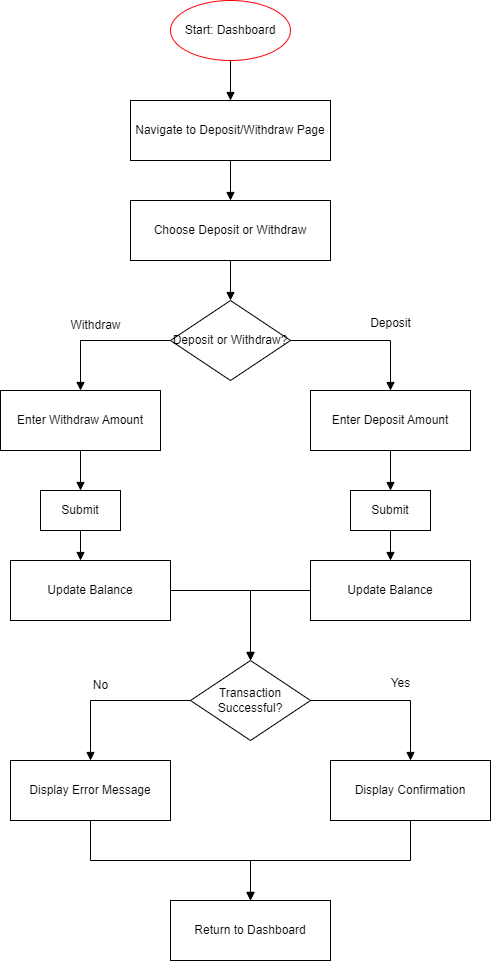 Start: Dashboard
Navigate to Deposit/Withdraw Page
Choose Deposit or Withdraw
Withdraw
Deposit
Deposit or Withdraw?
Enter Withdraw Amount
Enter Deposit Amount
Submit
Submit
Update Balance
Update Balance
No
Transaction
Successful?
Yes
Display Error Message
Display Confirmation
Return to Dashboard